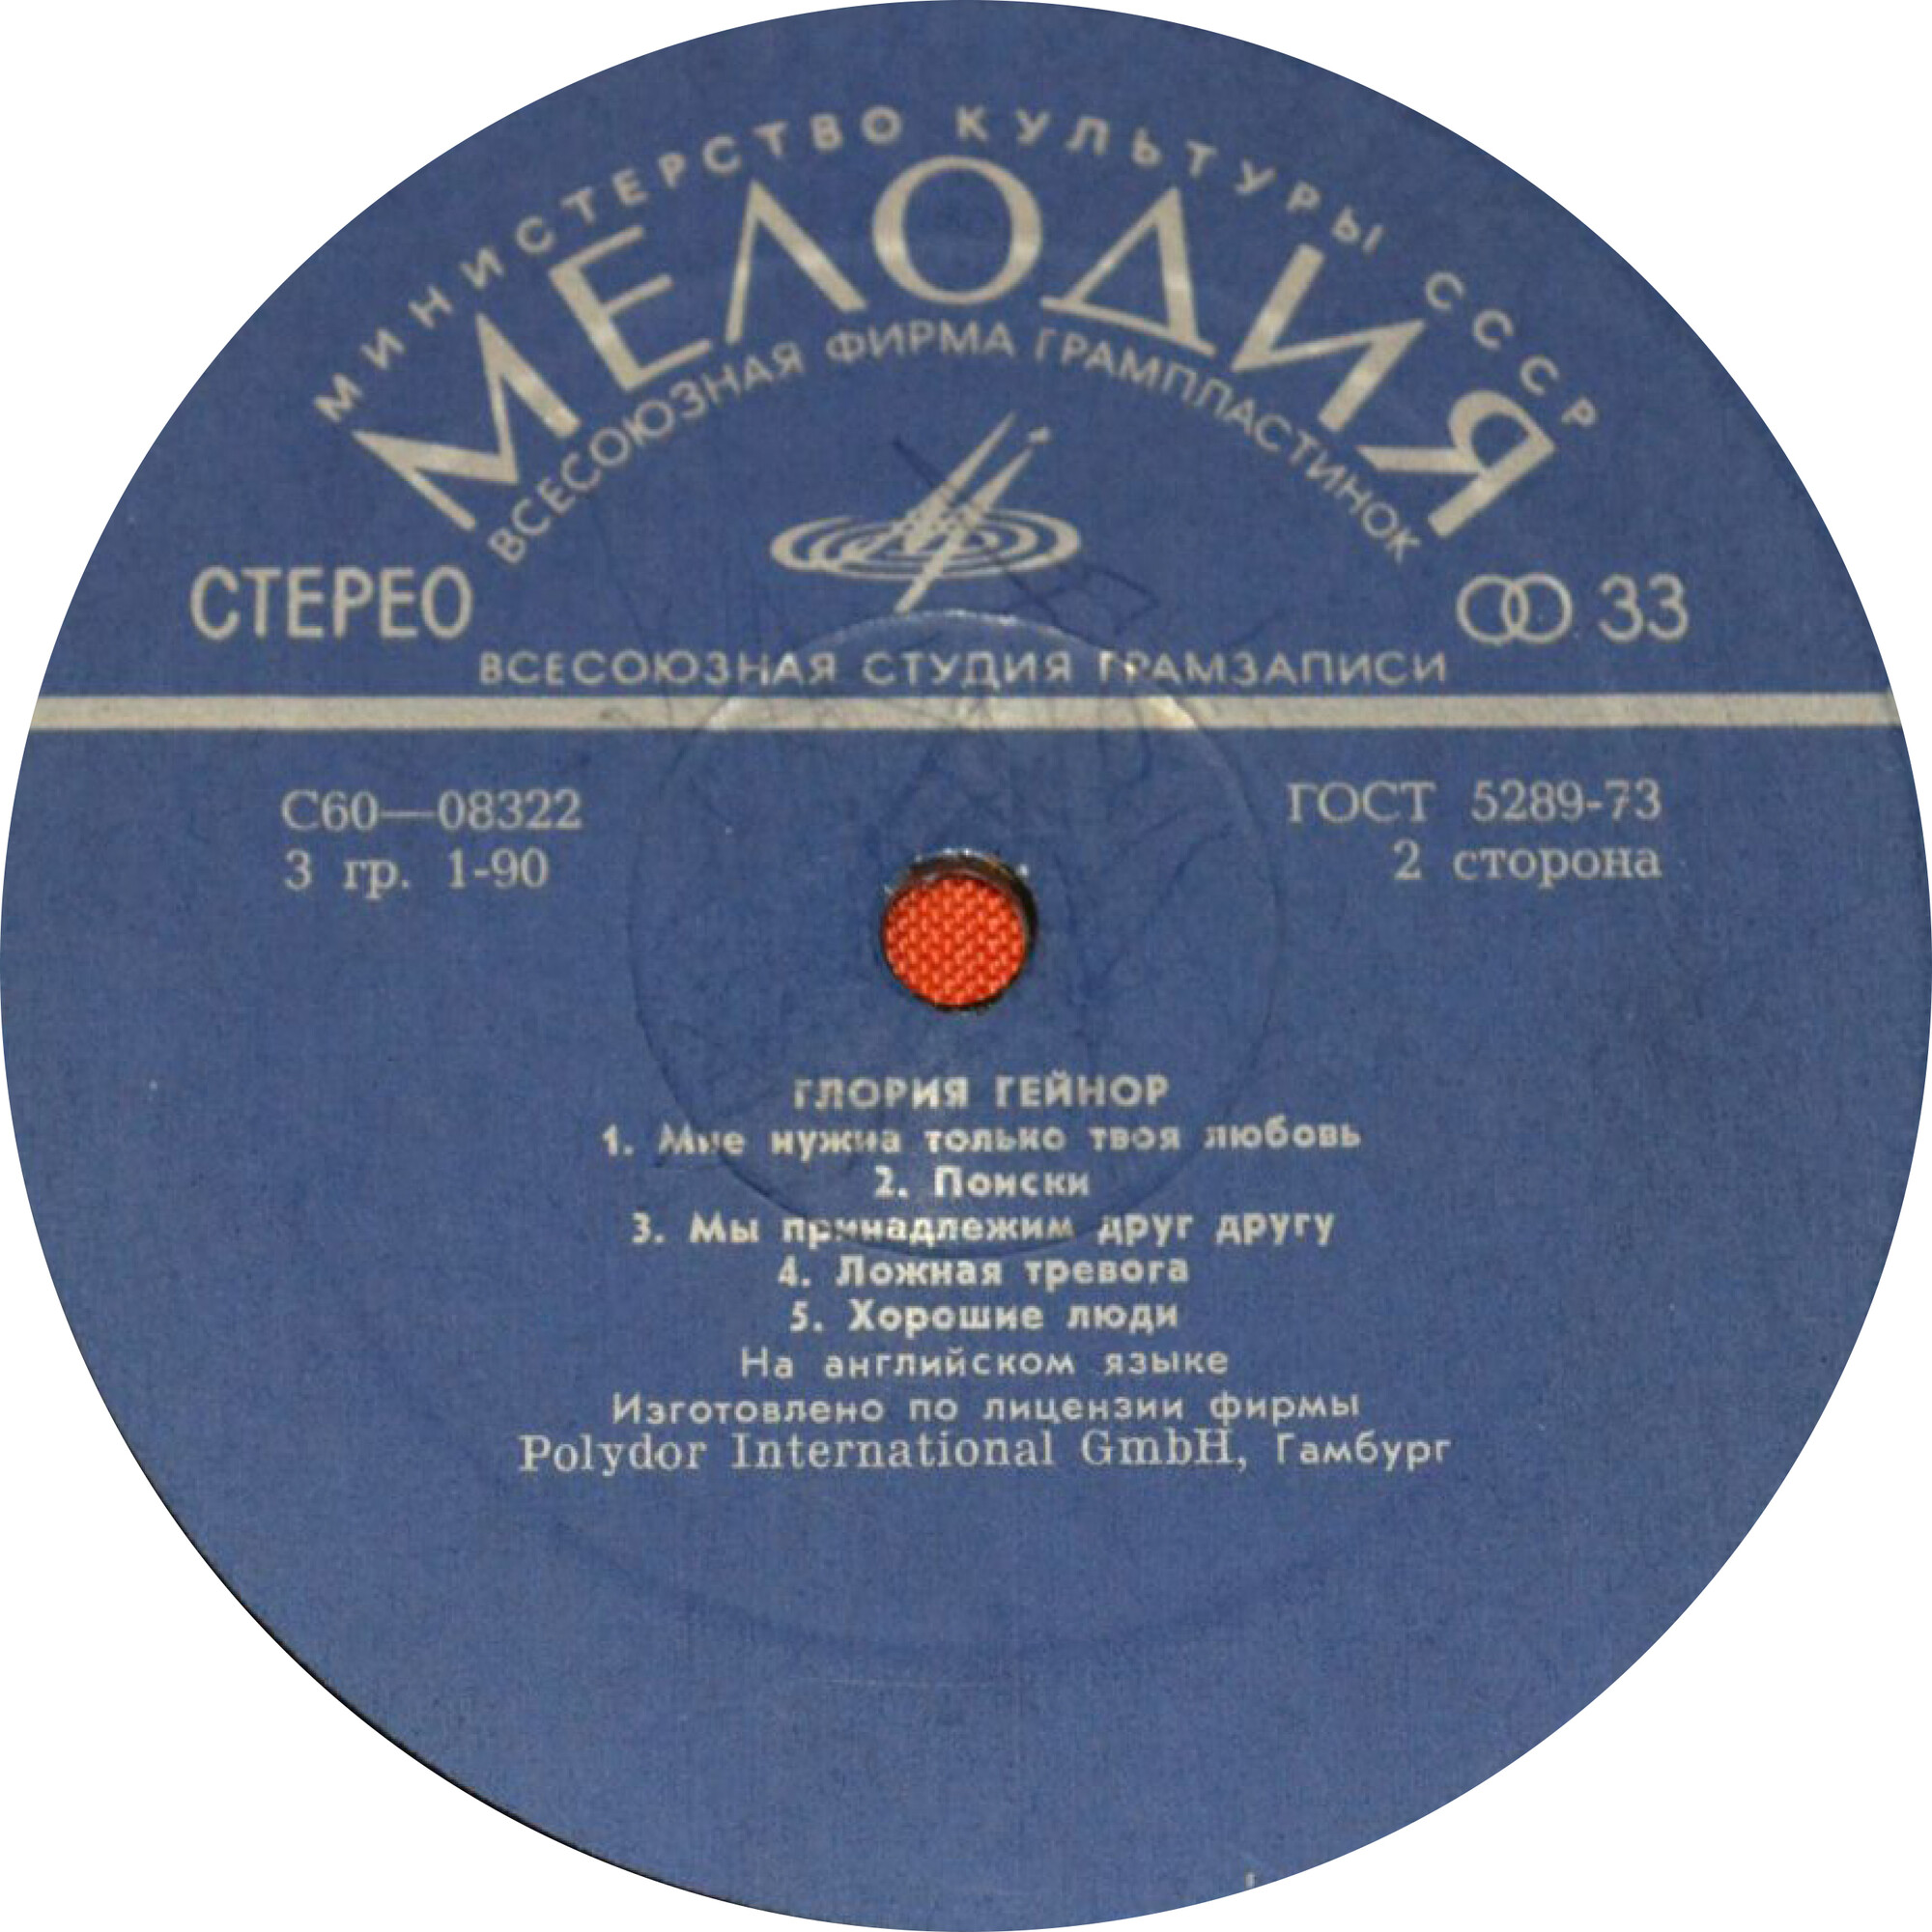 МИНИСТЕРСТВО КУЛЬТУРЫ СССР
МЕЛОДИЯ
ВСЕСОЮЗНАЯ ФИРМА ГРАМПЛАСТИНОК
СТЕРЕО
33
ВСЕСОЮЗНАЯ СТУДИЯ ГРАМЗАПИСИ
С60—08322
ГОСТ 5289-73
3 гр. 1-90
2 сторона
ГЛОРИЯ ГЕЙНОР
1. Мне нужна только твоя любовь
2. Поиски
3. Мы принадлежим друг другу
4. Ложная тревога
5. Хорошие люди
На английском языке
Изготовлено по лицензии фирмы
Polydor International GmbH, Гамбург